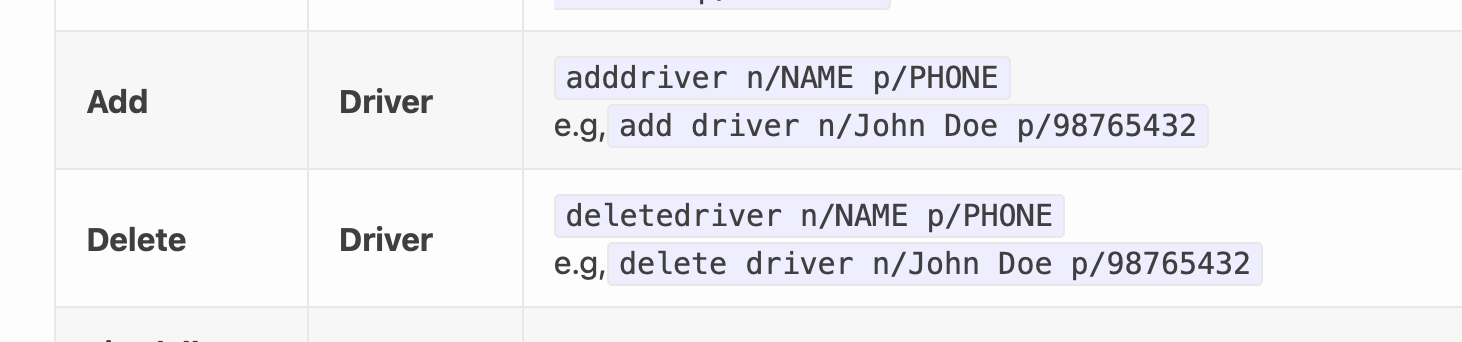 Add
Driver
adddriver n/NAME p/PHONE
e.g, add driver n/John Doe p/98765432
Delete
Driver
deletedriver n/NAME p/PHONE
e.g, delete driver n/John Doe p/98765432